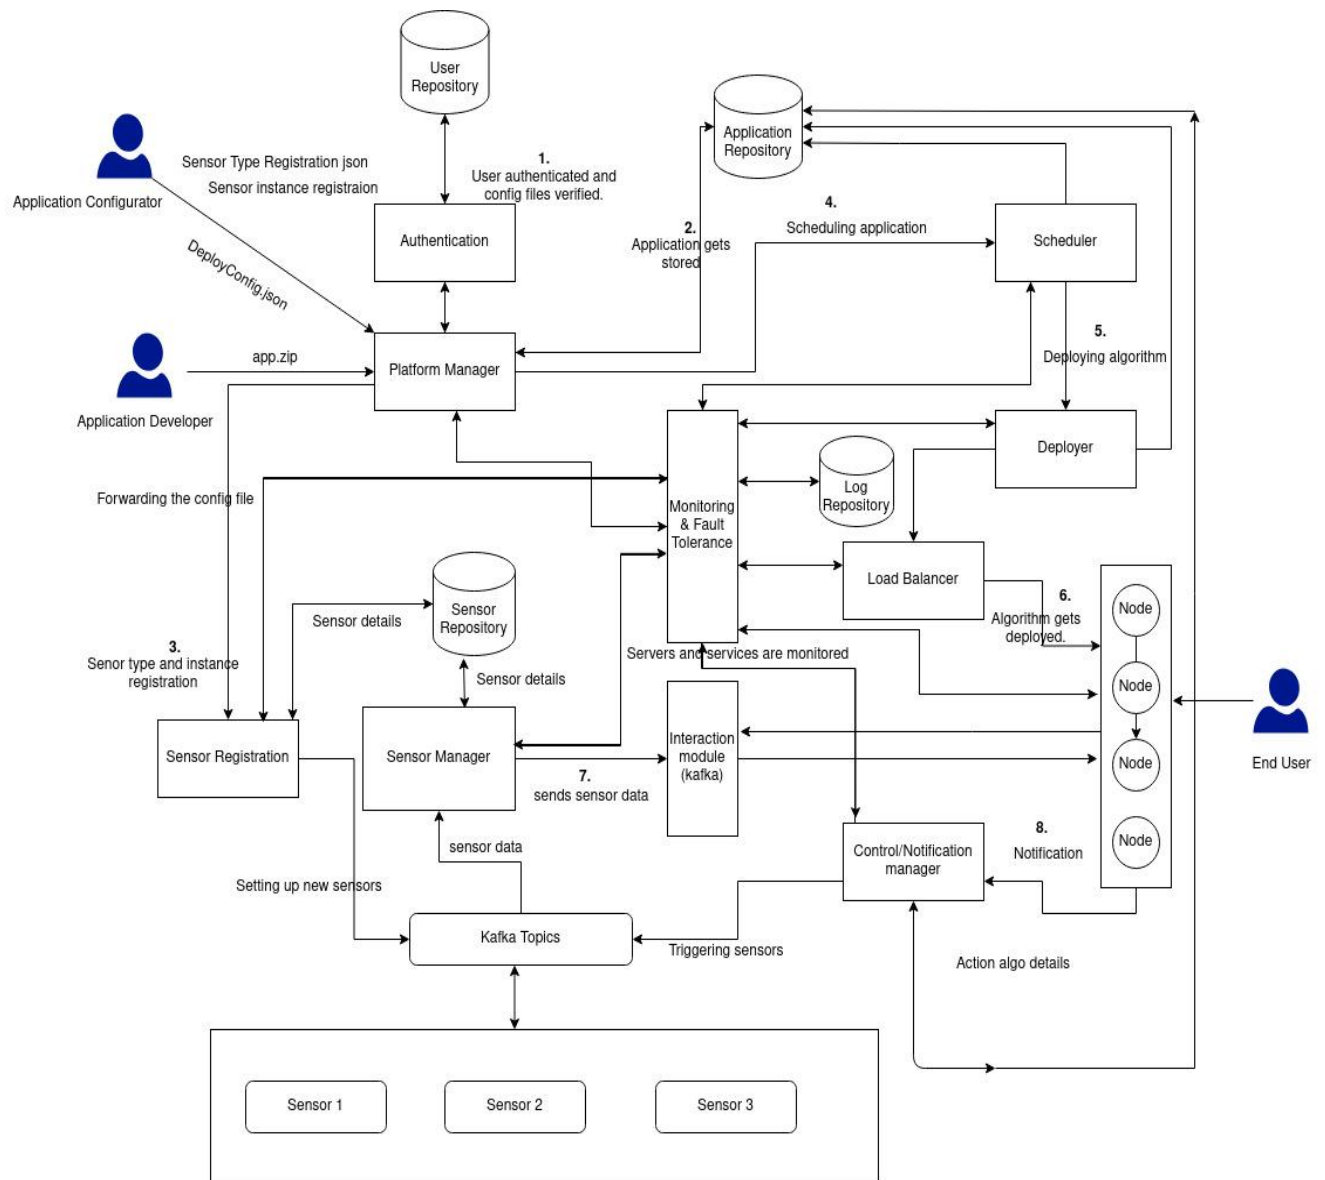 User
Repository
Application
Repository
Application Configurator
Sensor Type Registration json
Sensor instance registraion
1.
User authenticated and
config files verified.
Authentication
DeployConfig.json
2.
Application gets
stored
4.
Scheduling application
Scheduler
5.
Deploying algorithm
app.zip
Platform Manager
Application Developer
Deployer
Forwarding the config file
Monitoring
& Fault
Tolerance
Log
Repository
Load Balancer
6.
Algorithm gets
deployed.
Node
Node
Node
Node
End User
Sensor
Repository
Sensor details
Sensor details
3.
Senor type and instance
registration
Servers and services are monitored
Sensor Registration
Sensor Manager
Interaction
module
(kafka)
7.
sends sensor data
sensor data
Control/Notification
manager
8.
Notification
Setting up new sensors
Kafka Topics
Triggering sensors
Action algo details
Sensor 1
Sensor 2
Sensor 3